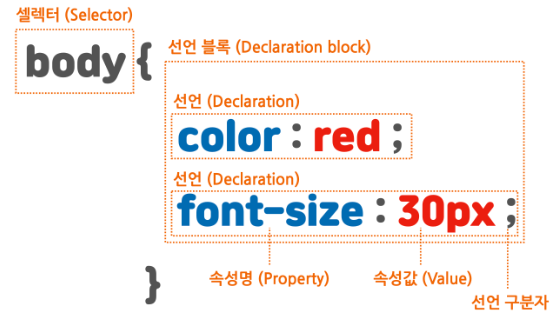 셀렉터 (Selector)
body {
선언 블록 (Declaration block)
선언 (Declaration)
color : red ;
선언 (Declaration)
font-size : 30px ;
속성명 (Property)
속성값 (Value)
선언 구분자
}